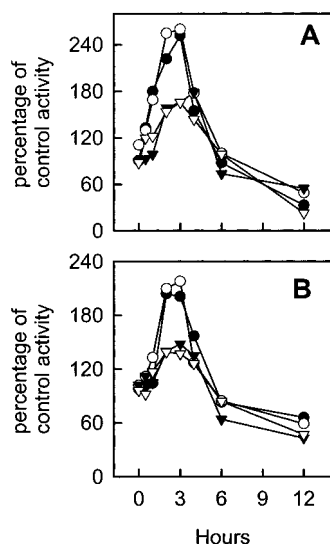 A
percentage of
control activity
240
180
120
60
0
B
percentage of
control activity
240
180
120
60
0
0 3 6 9 12
Hours